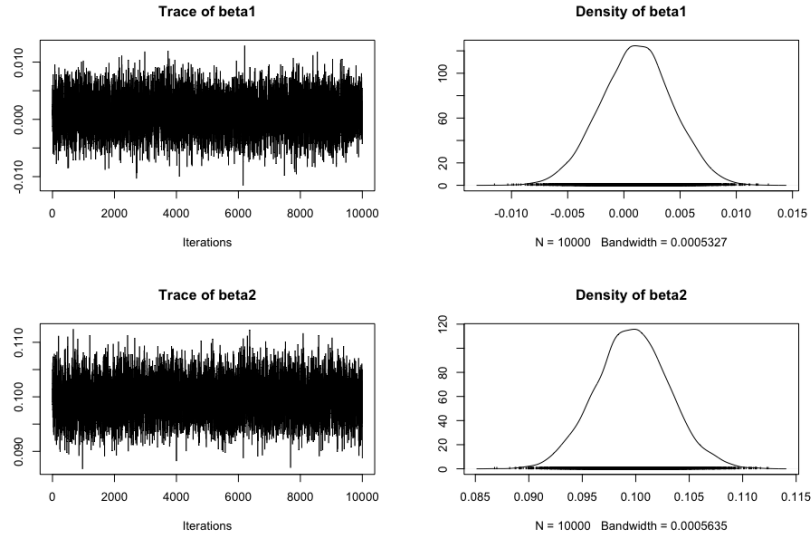 Trace of beta1
Density of beta1
0.010
0.000
-0.010
0 2000 4000 6000 8000 10000
Iterations
100
60
20
0
-0.010 -0.005 0.000 0.005 0.010 0.015
N = 10000 Bandwidth = 0.0005327
Trace of beta2
Density of beta2
0.110
0.100
0.090
0 2000 4000 6000 8000 10000
Iterations
120
80
60
40
20
0
0.085 0.090 0.095 0.100 0.105 0.110 0.115
N = 10000 Bandwidth = 0.0005635